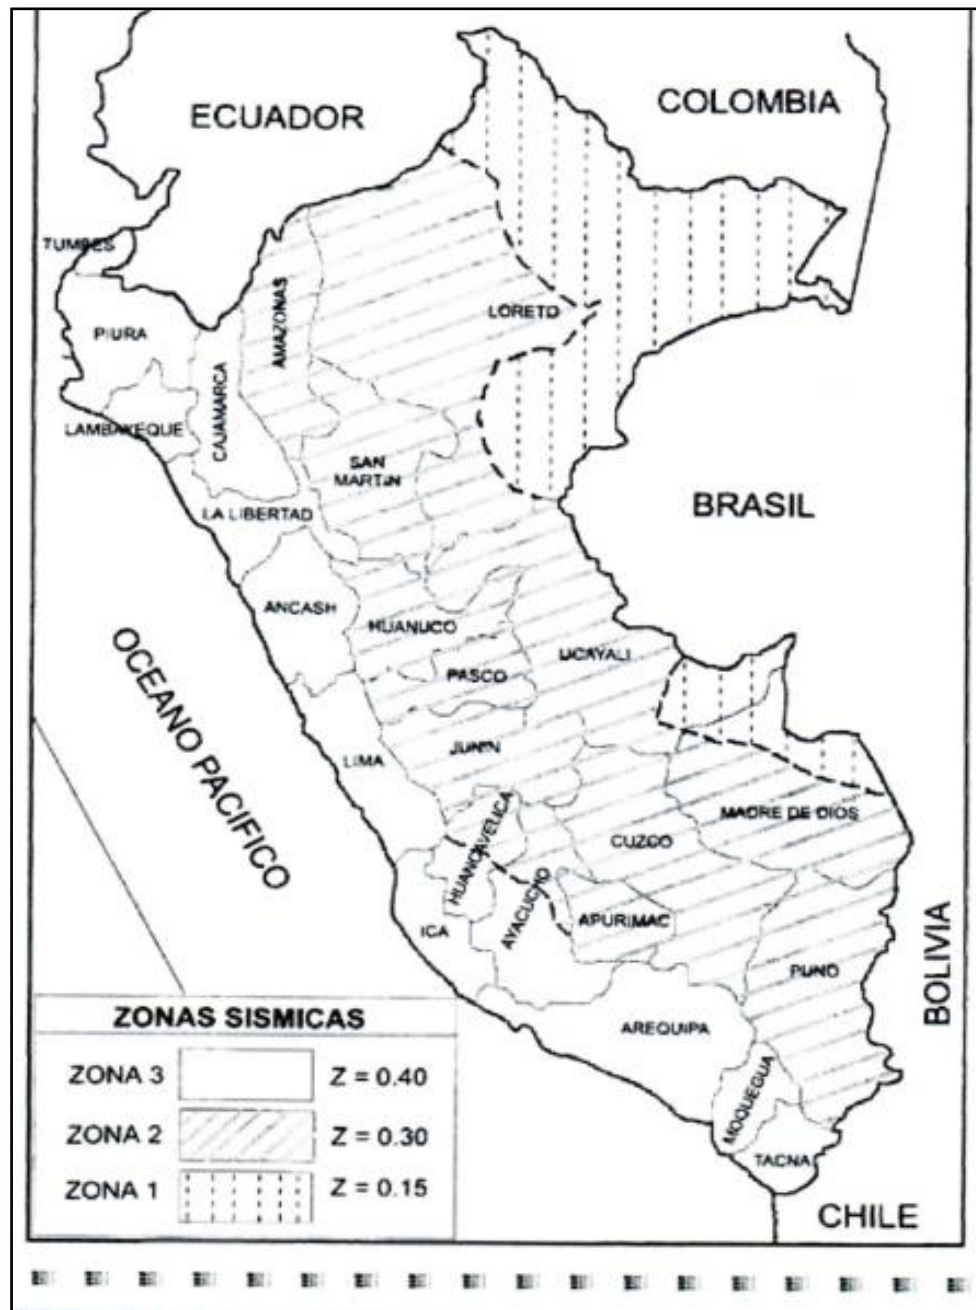 ECUADOR
COLOMBIA
TUMBES
PIURA
AMAZONAS
LORETO
CAJAMARCA
LAMBAYEQUE
SAN
MARTIN
LA LIBERTAD
BRASIL
ANCASH
HUANUCO
UCAYALI
PASCO
OCEANO PACIFICO
JUNIN
LIMA
MADRE DE DIOS
CUZCO
HUANCAVELICA
AYACUCHO
APURIMAC
ICA
PUNO
BOLIVIA
AREQUIPA
MOQUEGUA
TACNA
CHILE
ZONAS SISMICAS
ZONA 3 Z = 0.40
ZONA 2 Z = 0.30
ZONA 1 Z = 0.15